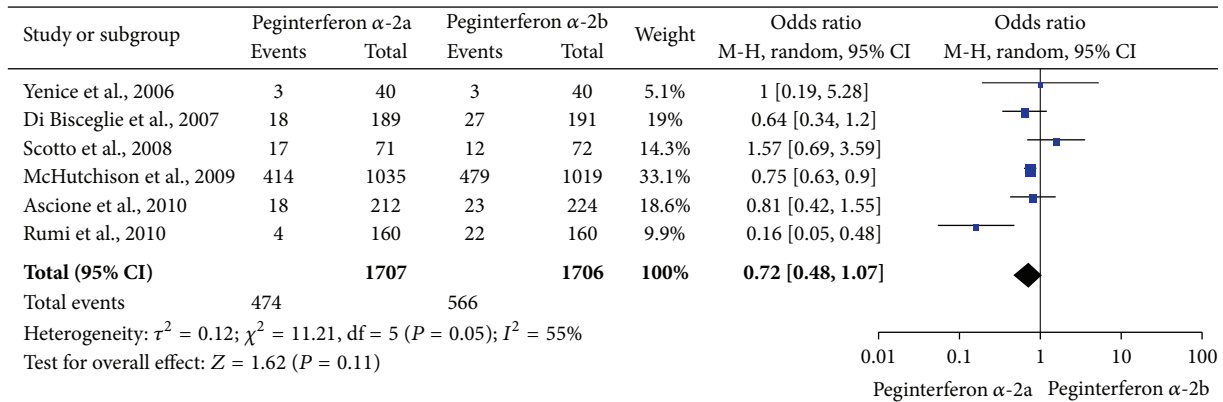 Study or subgroup Peginterferon α-2a Peginterferon α-2b Weight Odds ratio Odds ratio
Events Total Events Total M-H, random, 95% CI M-H, random, 95% CI
Yenice et al., 2006 3 40 3 40 5.1% 1 [0.19, 5.28]
Di Bisceglie et al., 2007 18 189 27 191 19% 0.64 [0.34, 1.2]
Scotto et al., 2008 17 71 12 72 14.3% 1.57 [0.69, 3.59]
McHutchison et al., 2009 414 1035 479 1019 33.1% 0.75 [0.63, 0.9]
Ascione et al., 2010 18 212 23 224 18.6% 0.81 [0.42, 1.55]
Rumi et al., 2010 4 160 22 160 9.9% 0.16 [0.05, 0.48]
Total (95% CI) 1707 1706 100% 0.72 [0.48, 1.07]
Total events 474 566
Heterogeneity: τ² = 0.12; χ² = 11.21, df = 5 (P = 0.05); I² = 55%
Test for overall effect: Z = 1.62 (P = 0.11)
0.01 0.1 1 10 100
Peginterferon α-2a Peginterferon α-2b